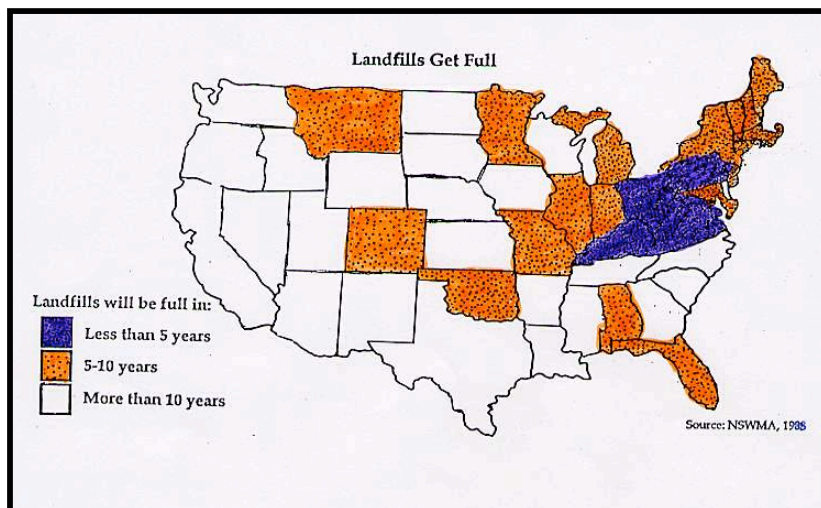 Landfills Get Full
Landfills will be full in:
Less than 5 years
5-10 years
More than 10 years
Source: NSWMA, 1988